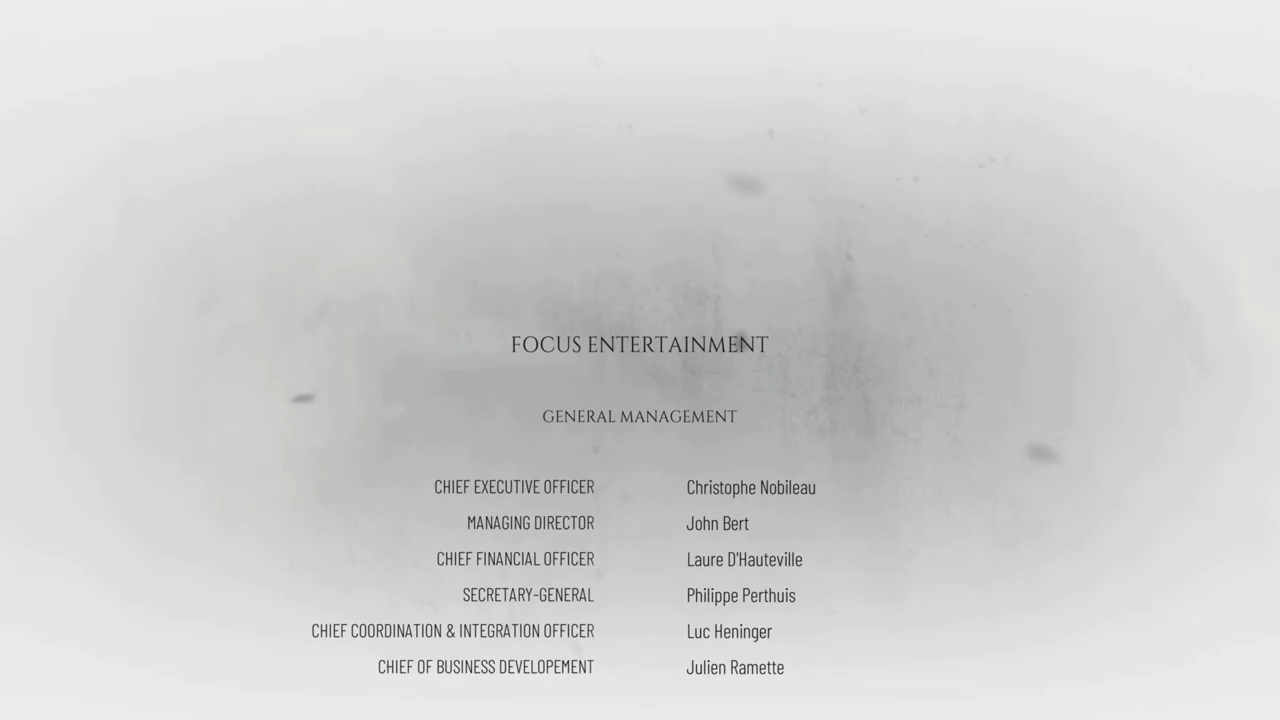 FOCUS ENTERTAINMENT
GENERAL MANAGEMENT
CHIEF EXECUTIVE OFFICER Christophe Nobileau
MANAGING DIRECTOR John Bert
CHIEF FINANCIAL OFFICER Laure D'Hauteville
SECRETARY-GENERAL Philippe Perthuis
CHIEF COORDINATION & INTEGRATION OFFICER Luc Heninger
CHIEF OF BUSINESS DEVELOPEMENT Julien Ramette